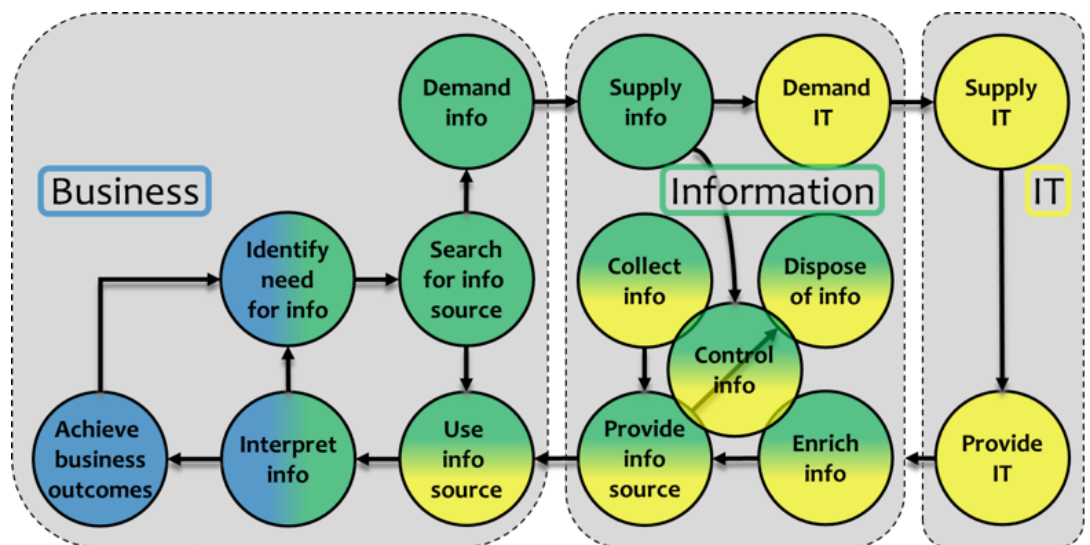 Demand
info
Supply
info
Demand
IT
Supply
IT
Business
Information
IT
Identify
need
for info
Search
for info
source
Collect
info
Dispose
of info
Control
info
Achieve
business
outcomes
Interpret
info
Use
info
source
Provide
info
source
Enrich
info
Provide
IT